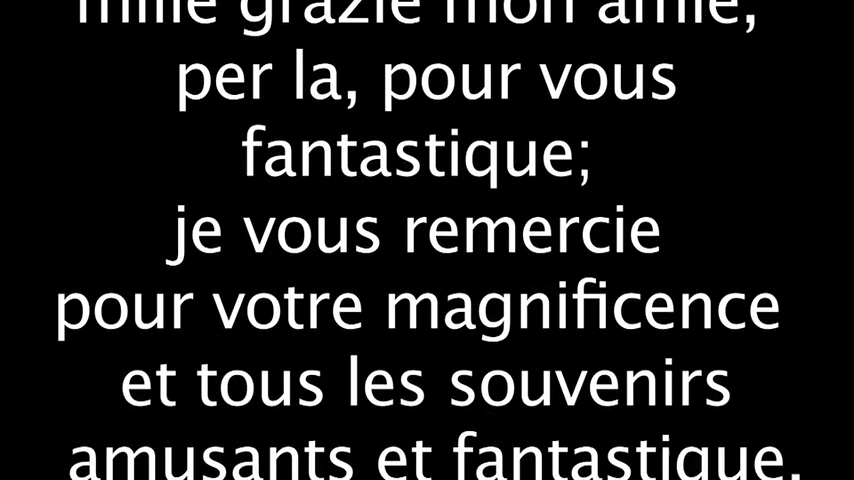 mille grazie mon amie,
per la, pour vous
fantastique;
je vous remercie
pour votre magnificence
et tous les souvenirs
amusants et fantastique.